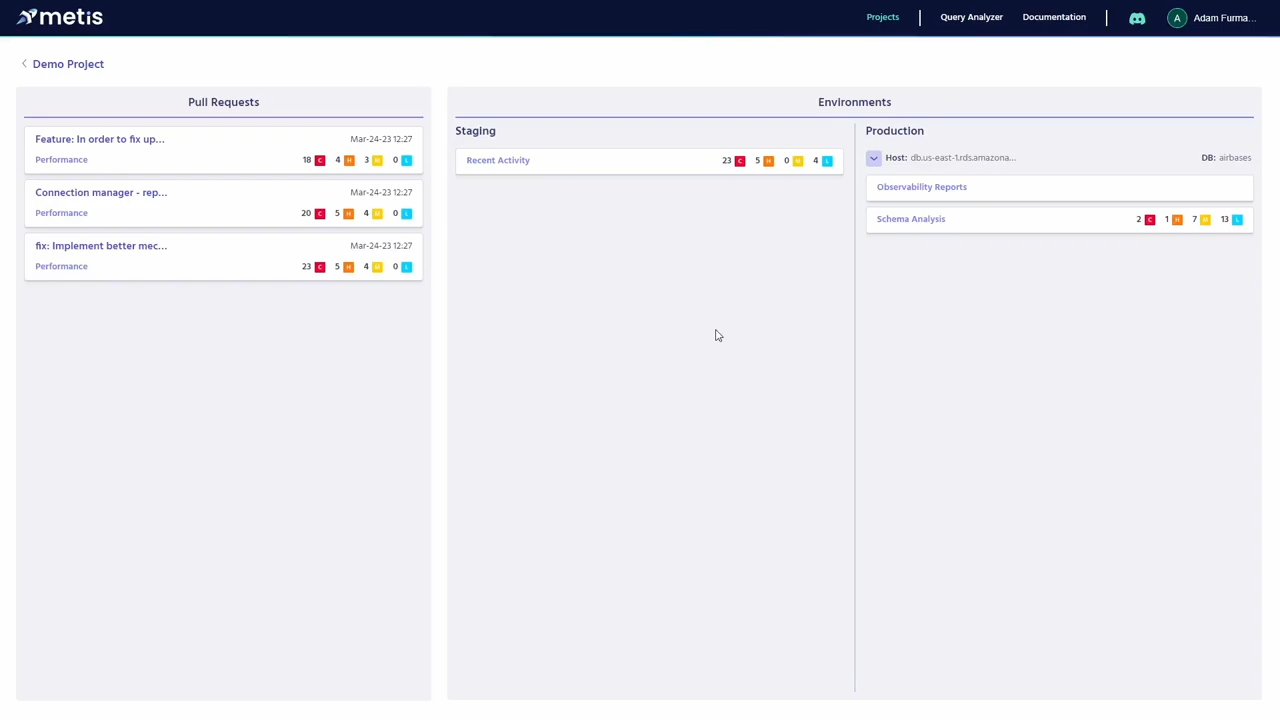 metis
Projects
Query Analyzer
Documentation
A
Adam Furma...
Demo Project
Pull Requests
Feature: In order to fix up...
Mar-24-23 12:27
Performance
18 C 4 H 3 M 0 L
Connection manager - rep...
Mar-24-23 12:27
Performance
20 C 5 H 4 M 0 L
fix: Implement better mec...
Mar-24-23 12:27
Performance
23 C 5 H 4 M 0 L
Environments
Staging
Recent Activity
23 C 5 H 0 M 4 L
Production
Host: db.us-east-1.rds.amazona...
DB: airbases
Observability Reports
Schema Analysis
2 C 1 H 7 M 13 L